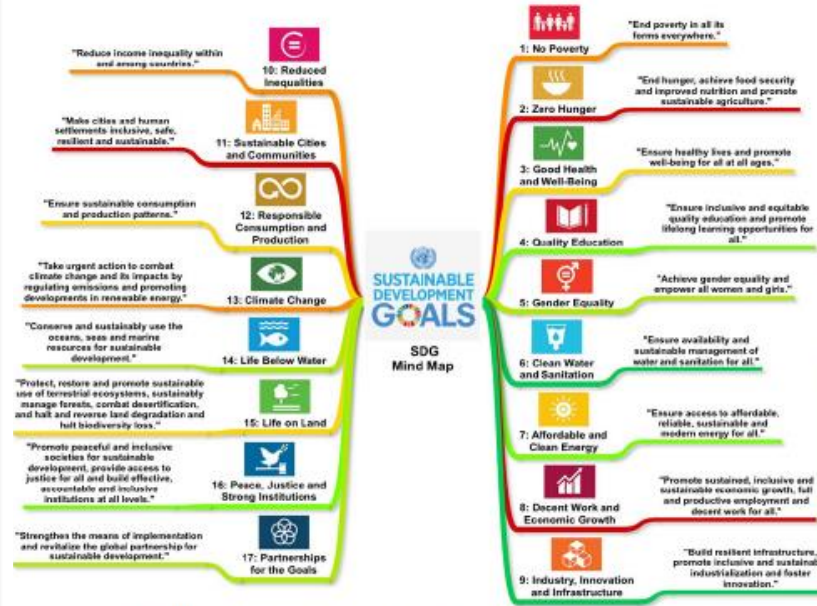 "Reduce income inequality within
and among countries."
10: Reduced
Inequalities
"Make cities and human
settlements inclusive, safe,
resilient and sustainable."
11: Sustainable Cities
and Communities
"Ensure sustainable consumption
and production patterns."
12: Responsible
Consumption and
Production
"Take urgent action to combat
climate change and its impacts by
regulating emissions and promoting
developments in renewable energy."
13: Climate Change
"Conserve and sustainably use the
oceans, seas and marine
resources for sustainable
development."
14: Life Below Water
"Protect, restore and promote sustainable
use of terrestrial ecosystems, sustainably
manage forests, combat desertification,
and halt and reverse land degradation and
halt biodiversity loss."
15: Life on Land
"Promote peaceful and inclusive
societies for sustainable
development, provide access to
justice for all and build effective,
accountable and inclusive
institutions at all levels."
16: Peace, Justice and
Strong Institutions
"Strengthen the means of implementation
and revitalize the global partnership for
sustainable development."
17: Partnerships
for the Goals
SUSTAINABLE
DEVELOPMENT
GOALS
SDG
Mind Map
1: No Poverty
"End poverty in all its
forms everywhere."
2: Zero Hunger
"End hunger, achieve food security
and improved nutrition and promote
sustainable agriculture."
3: Good Health
and Well-Being
"Ensure healthy lives and promote
well-being for all at all ages."
4: Quality Education
"Ensure inclusive and equitable
quality education and promote
lifelong learning opportunities for
all."
5: Gender Equality
"Achieve gender equality and
empower all women and girls."
6: Clean Water
and Sanitation
"Ensure availability and
sustainable management of
water and sanitation for all."
7: Affordable and
Clean Energy
"Ensure access to affordable,
reliable, sustainable and
modern energy for all."
8: Decent Work and
Economic Growth
"Promote sustained, inclusive and
sustainable economic growth, full
and productive employment and
decent work for all."
9: Industry, Innovation
and Infrastructure
"Build resilient infrastructure,
promote inclusive and sustainab
industrialization and foster
innovation."